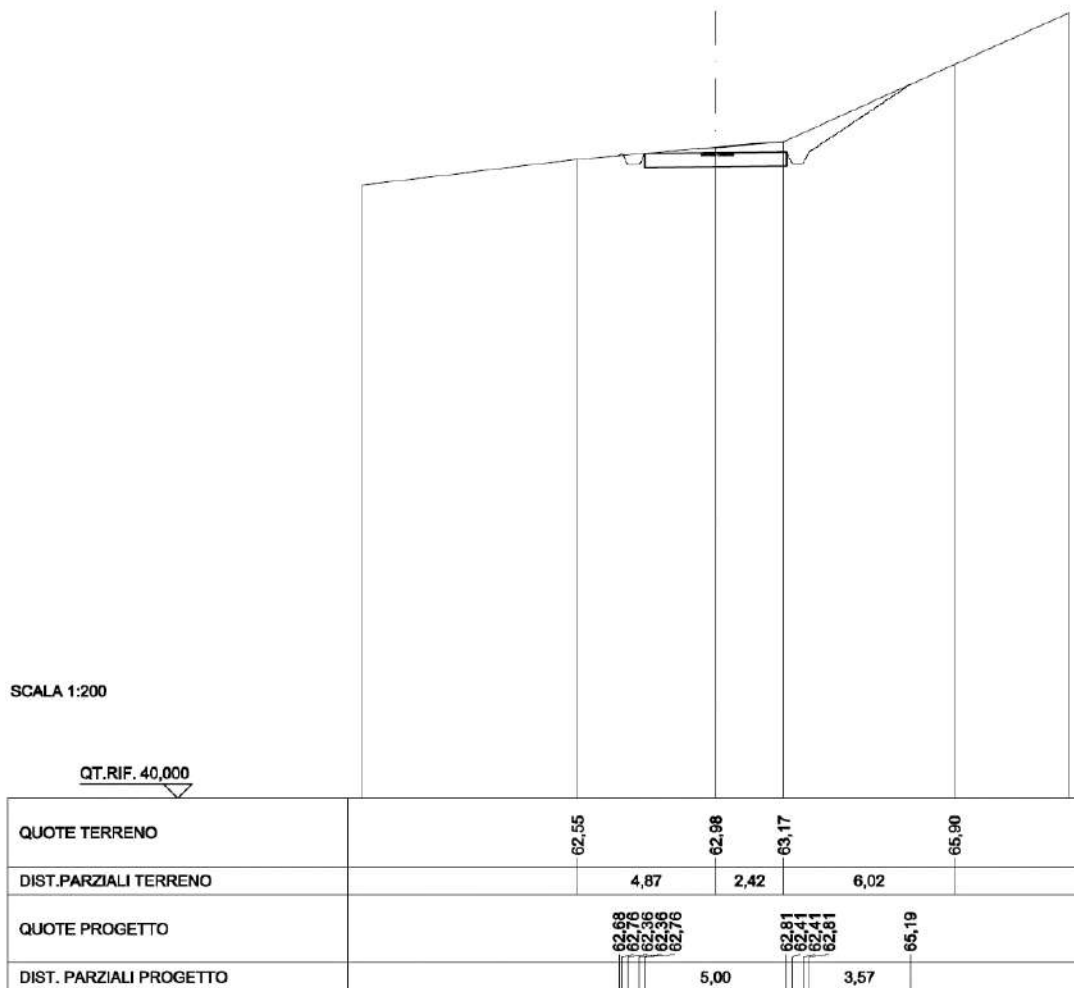 SCALA 1:200
QT.RIF. 40,000
QUOTE TERRENO 62,55 62,98 63,17 65,90
DIST.PARZIALI TERRENO 4,87 2,42 6,02
QUOTE PROGETTO 62,68 62,76 62,36 62,36 62,76 62,81 62,41 62,41 62,81 65,19
DIST. PARZIALI PROGETTO 5,00 3,57